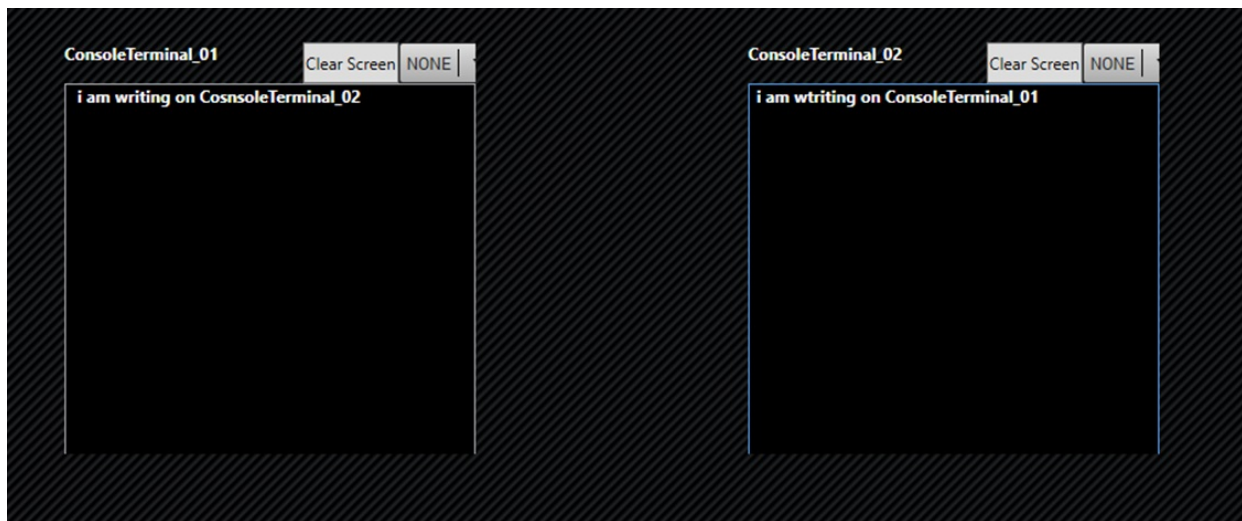 ConsoleTerminal_01
Clear Screen
NONE
i am writing on CosnsoleTerminal_02
ConsoleTerminal_02
Clear Screen
NONE
i am wtriting on ConsoleTerminal_01